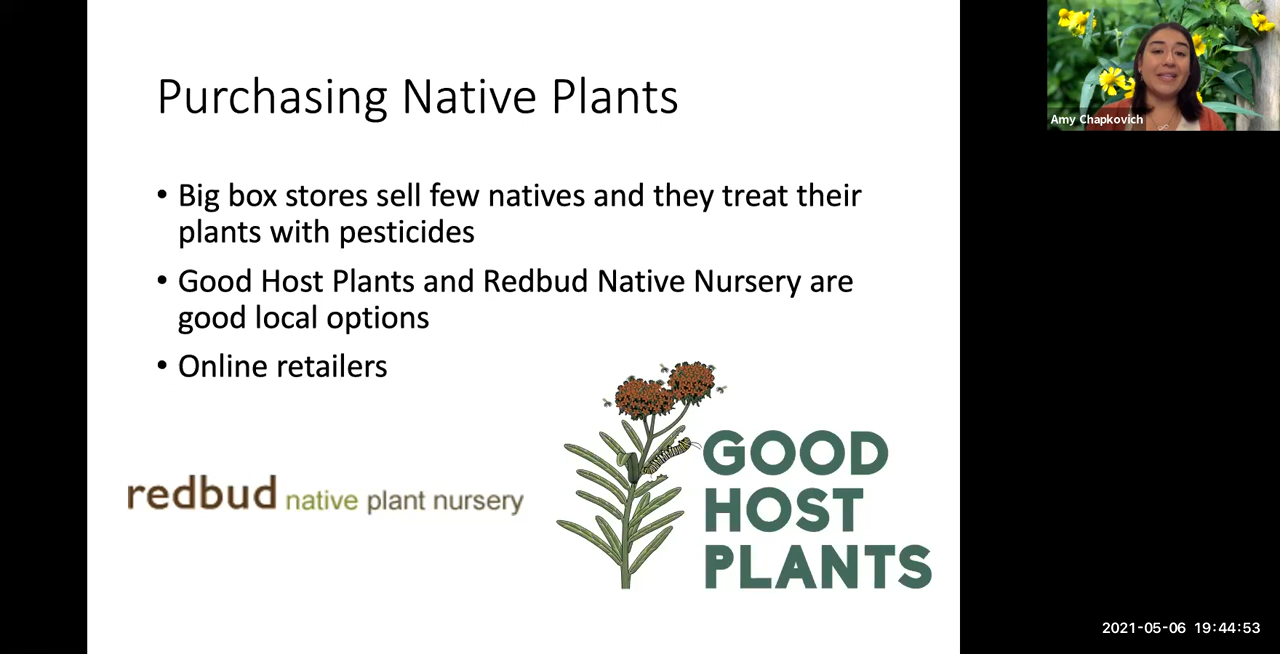 Purchasing Native Plants
• Big box stores sell few natives and they treat their
plants with pesticides
• Good Host Plants and Redbud Native Nursery are
good local options
• Online retailers
redbud native plant nursery
GOOD
HOST
PLANTS
Amy Chapkovich
2021-05-06 19:44:53